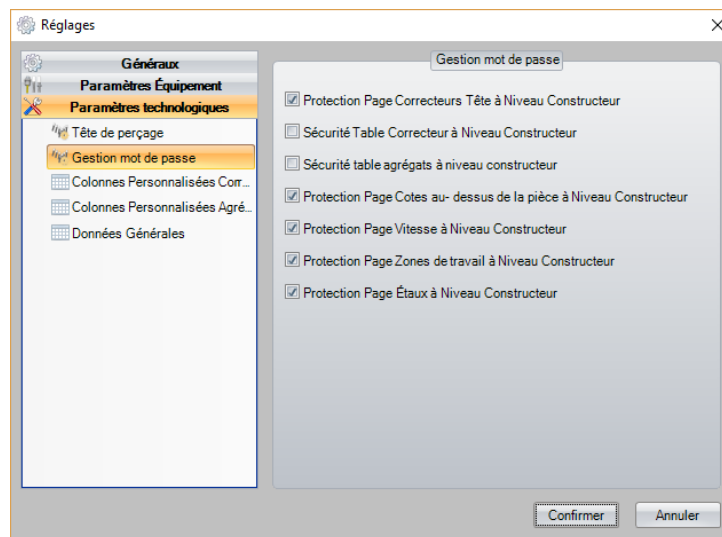 Réglages
Généraux
Paramètres Équipement
Paramètres technologiques
Tête de perçage
Gestion mot de passe
Colonnes Personnalisées Corr...
Colonnes Personnalisées Agré...
Données Générales
Gestion mot de passe
Protection Page Correcteurs Tête à Niveau Constructeur
Sécurité Table Correcteur à Niveau Constructeur
Sécurité table agrégats à niveau constructeur
Protection Page Cotes au- dessus de la pièce à Niveau Constructeur
Protection Page Vitesse à Niveau Constructeur
Protection Page Zones de travail à Niveau Constructeur
Protection Page Étaux à Niveau Constructeur
Confirmer
Annuler